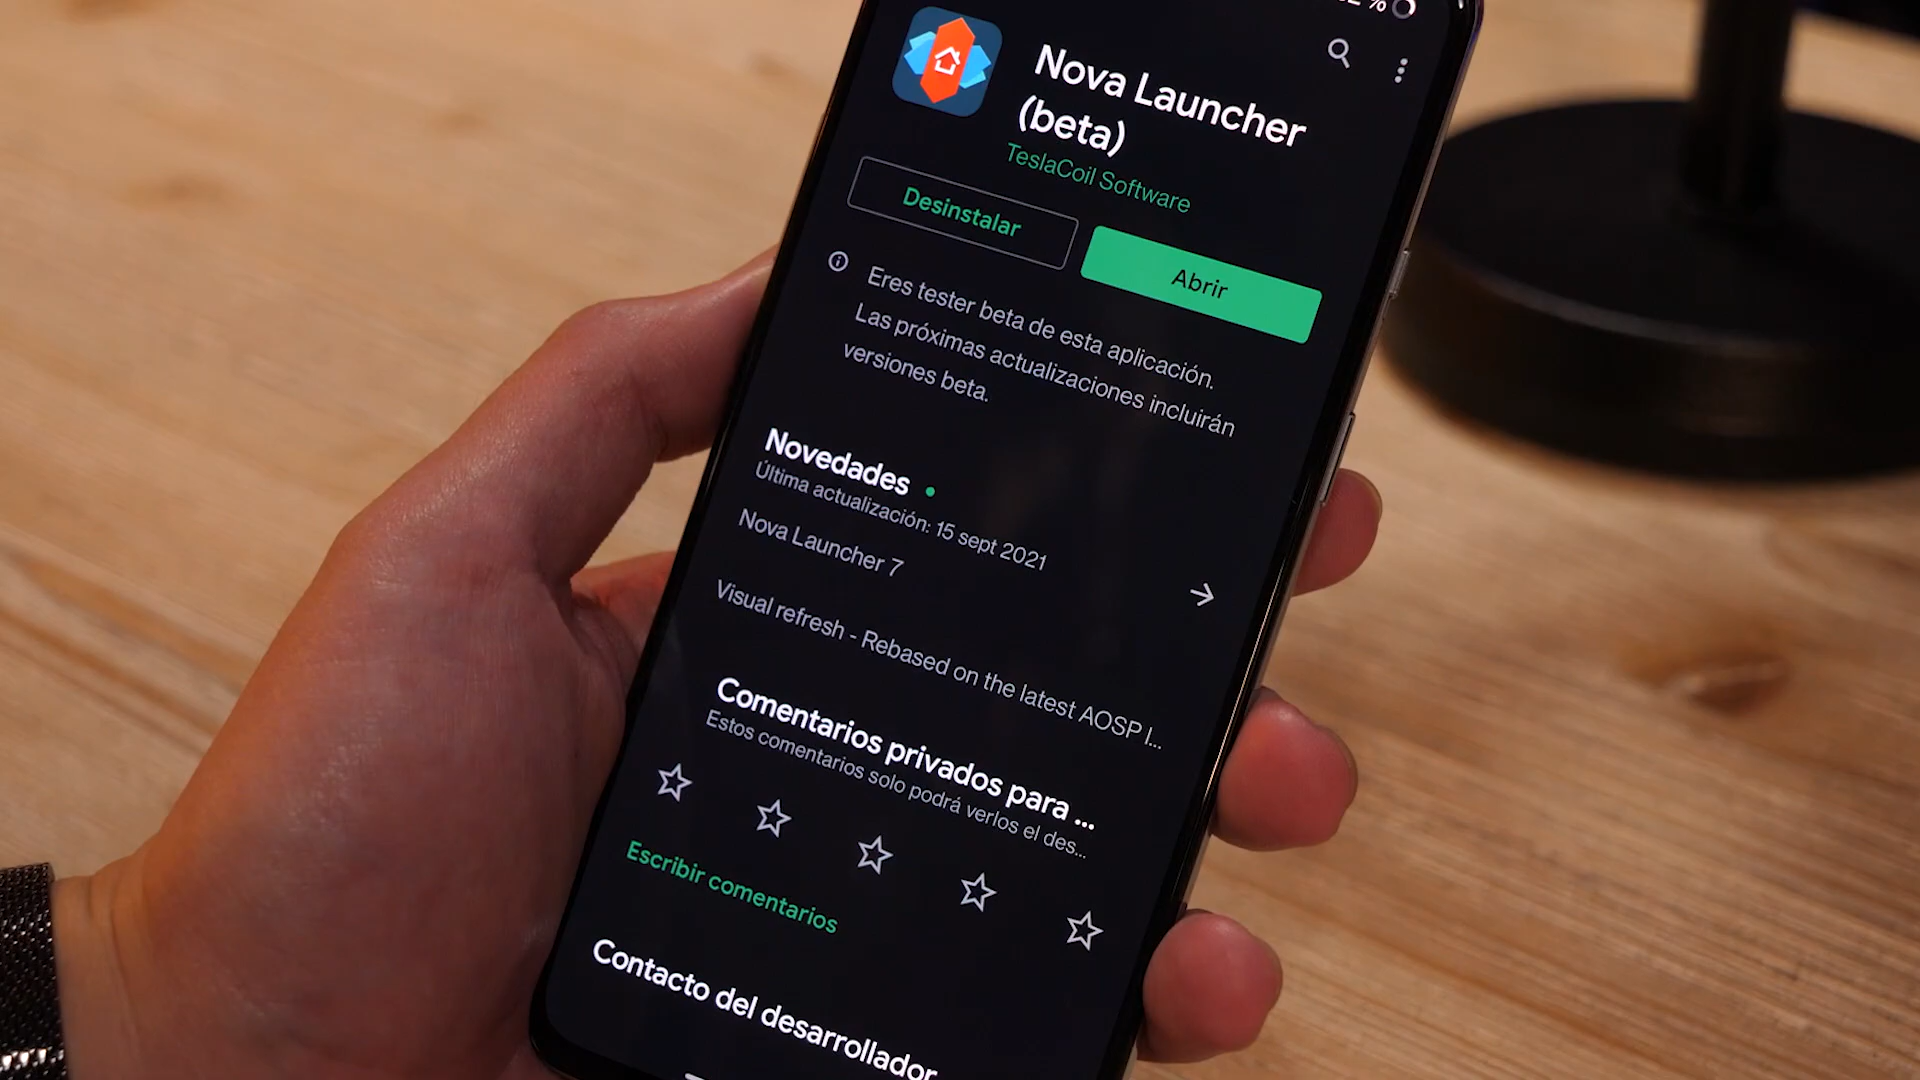 Nova Launcher
(beta)
TeslaCoil Software
Desinstalar
Abrir
Eres tester beta de esta aplicación.
Las próximas actualizaciones incluirán
versiones beta.
Novedades
Última actualización: 15 sept 2021
Nova Launcher 7
Visual refresh - Rebased on the latest AOSP l...
Comentarios privados para ...
Estos comentarios solo podrá verlos el des...
Escribir comentarios
Contacto del desarrollador